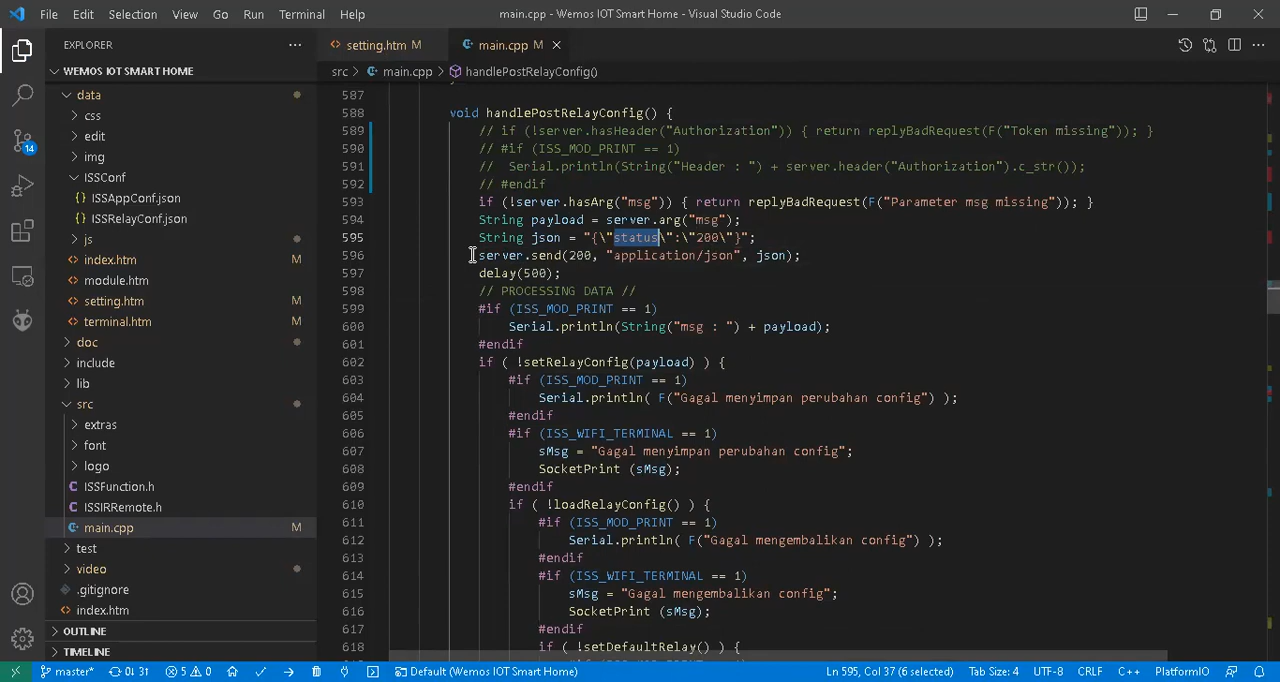 File Edit Selection View Go Run Terminal Help
main.cpp - Wemos IOT Smart Home - Visual Studio Code
EXPLORER
WEMOS IOT SMART HOME
data
css
edit
img
ISSConf
{} ISSAppConf.json
{} ISSRelayConf.json
js
<> index.htm M
<> module.htm
<> setting.htm M
<> terminal.htm M
doc
include
lib
src
extras
font
logo
ISSFunction.h
ISSIRRemote.h
main.cpp M
test
video
.gitignore
<> index.htm
OUTLINE
TIMELINE
14
<> setting.htm M
main.cpp M
src > main.cpp > handlePostRelayConfig()
587
588 void handlePostRelayConfig() {
589 // if (!server.hasHeader("Authorization")) { return replyBadRequest(F("Token missing")); }
590 // #if (ISS_MOD_PRINT == 1)
591 //  Serial.println(String("Header : ") + server.header("Authorization").c_str());
592 // #endif
593 if (!server.hasArg("msg")) { return replyBadRequest(F("Parameter msg missing")); }
594 String payload = server.arg("msg");
595 String json = "{\"status\":\"200\"}";
596 server.send(200, "application/json", json);
597 delay(500);
598 // PROCESSING DATA //
599 #if (ISS_MOD_PRINT == 1)
600 Serial.println(String("msg : ") + payload);
601 #endif
602 if ( !setRelayConfig(payload) ) {
603 #if (ISS_MOD_PRINT == 1)
604 Serial.println( F("Gagal menyimpan perubahan config") );
605 #endif
606 #if (ISS_WIFI_TERMINAL == 1)
607 sMsg = "Gagal menyimpan perubahan config";
608 SocketPrint (sMsg);
609 #endif
610 if ( !loadRelayConfig() ) {
611 #if (ISS_MOD_PRINT == 1)
612 Serial.println( F("Gagal mengembalikan config") );
613 #endif
614 #if (ISS_WIFI_TERMINAL == 1)
615 sMsg = "Gagal mengembalikan config";
616 SocketPrint (sMsg);
617 #endif
618 if ( !setDefaultRelay() ) {
master* 0↓ 3↑ 5 0 Default (Wemos IOT Smart Home) Ln 595, Col 37 (6 selected) Tab Size: 4 UTF-8 CRLF C++ PlatformIO